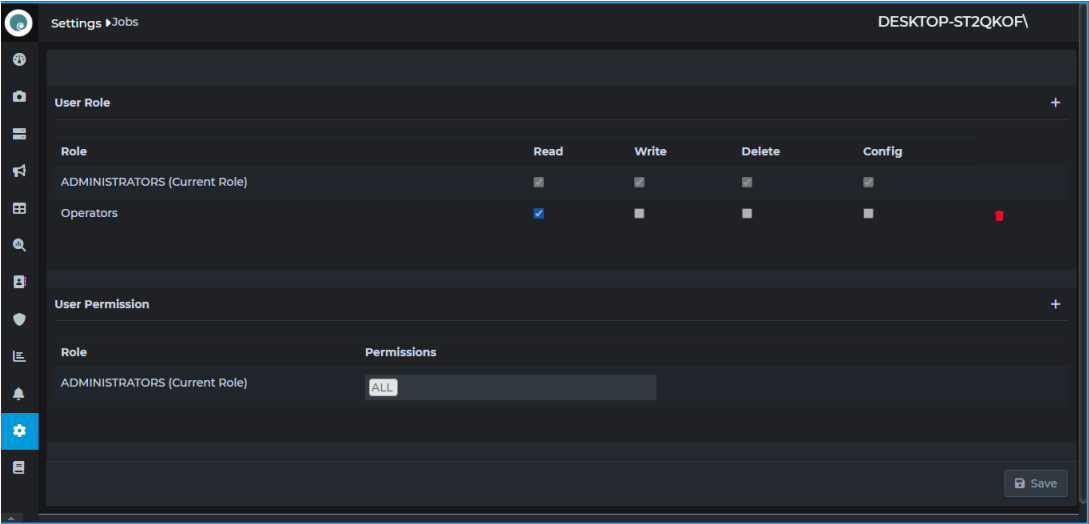 Settings Jobs DESKTOP-ST2QKOF\
User Role +
Role Read Write Delete Config
ADMINISTRATORS (Current Role)
Operators
User Permission +
Role Permissions
ADMINISTRATORS (Current Role) ALL
Save